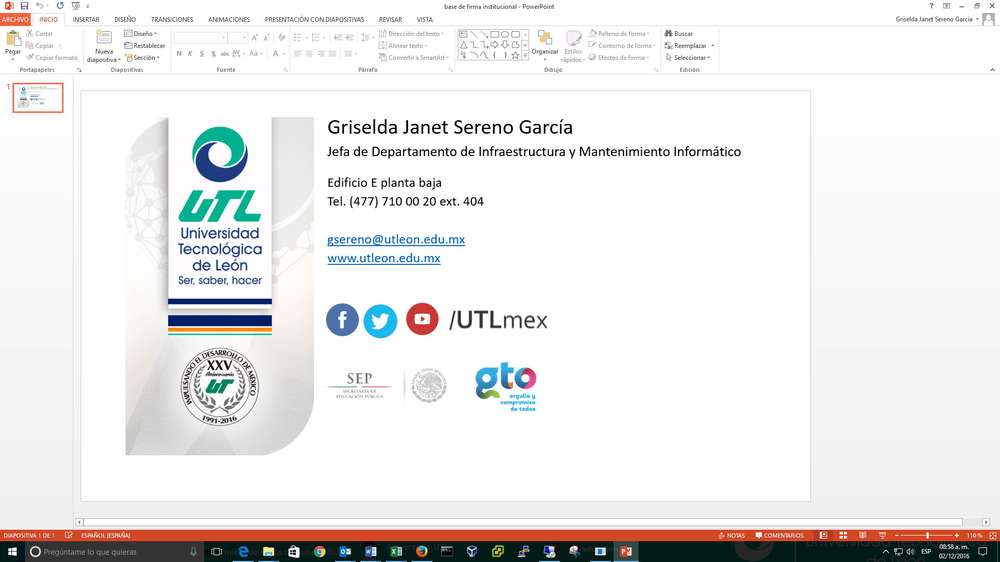 base de firma institucional - PowerPoint
?
ARCHIVO INICIO INSERTAR DISEÑO TRANSICIONES ANIMACIONES PRESENTACIÓN CON DIAPOSITIVAS REVISAR VISTA
Griselda Janet Sereno Garcia
Pegar
Cortar
Copiar
Copiar formato
Portapapeles
Nueva
diapositiva
Diseño
Restablecer
Sección
Diapositivas
N K S S abc AV Aa A
Fuente
Dirección del texto
Alinear texto
Convertir a SmartArt
Párrafo
Organizar
Estilos
rápidos
Relleno de forma
Contorno de forma
Efectos de forma
Dibujo
Buscar
Reemplazar
Seleccionar
Edición
1
UTL
Universidad
Tecnológica
de León
Ser, saber, hacer
IMPULSANDO EL DESARROLLO DE MÉXICO
XXV
Aniversario
UT
1991-2016
Griselda Janet Sereno García
Jefa de Departamento de Infraestructura y Mantenimiento Informático
Edificio E planta baja
Tel. (477) 710 00 20 ext. 404
gsereno@utleon.edu.mx
www.utleon.edu.mx
/UTLmex
SEP
SECRETARÍA DE
EDUCACIÓN PÚBLICA
ESTADOS UNIDOS MEXICANOS
gto
orgullo y
compromiso
de todos
DIAPOSITIVA 1 DE 1 ESPAÑOL (ESPAÑA)
NOTAS COMENTARIOS 110 %
Pregúntame lo que quieras
ESP
08:58 a. m.
02/12/2016